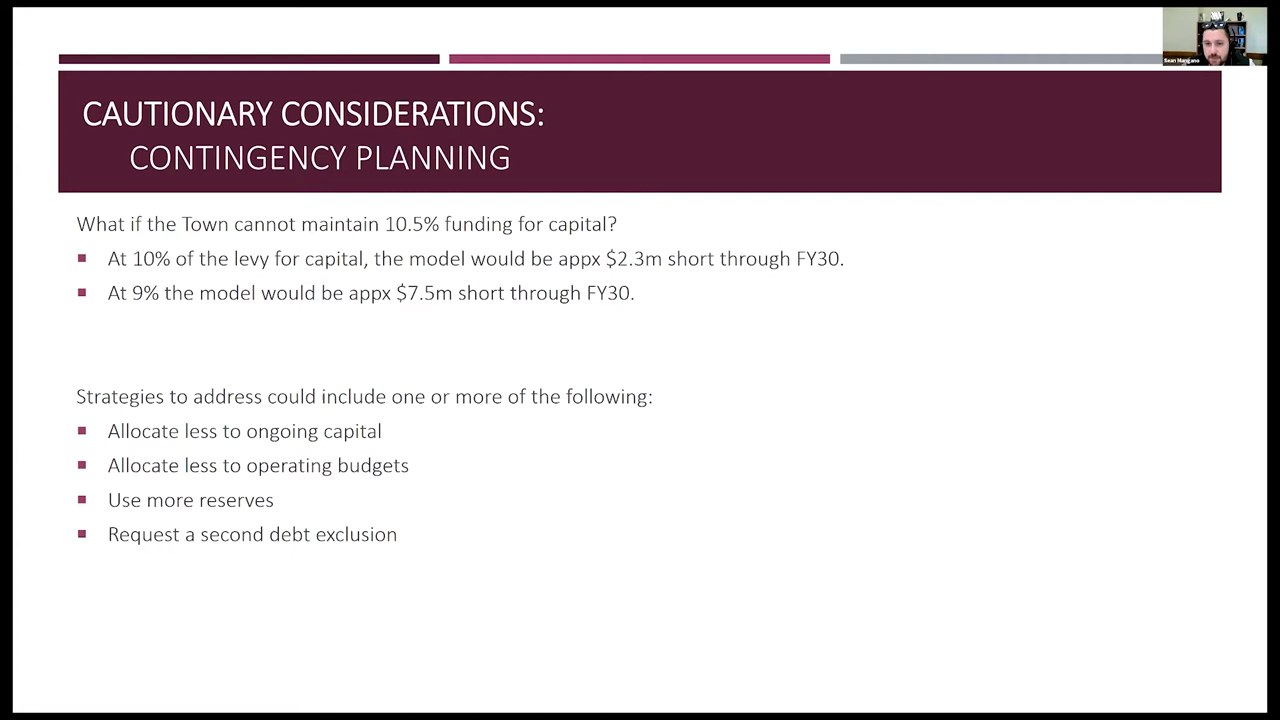 Sean Mangano
CAUTIONARY CONSIDERATIONS:
CONTINGENCY PLANNING
What if the Town cannot maintain 10.5% funding for capital?
At 10% of the levy for capital, the model would be appx $2.3m short through FY30.
At 9% the model would be appx $7.5m short through FY30.
Strategies to address could include one or more of the following:
Allocate less to ongoing capital
Allocate less to operating budgets
Use more reserves
Request a second debt exclusion